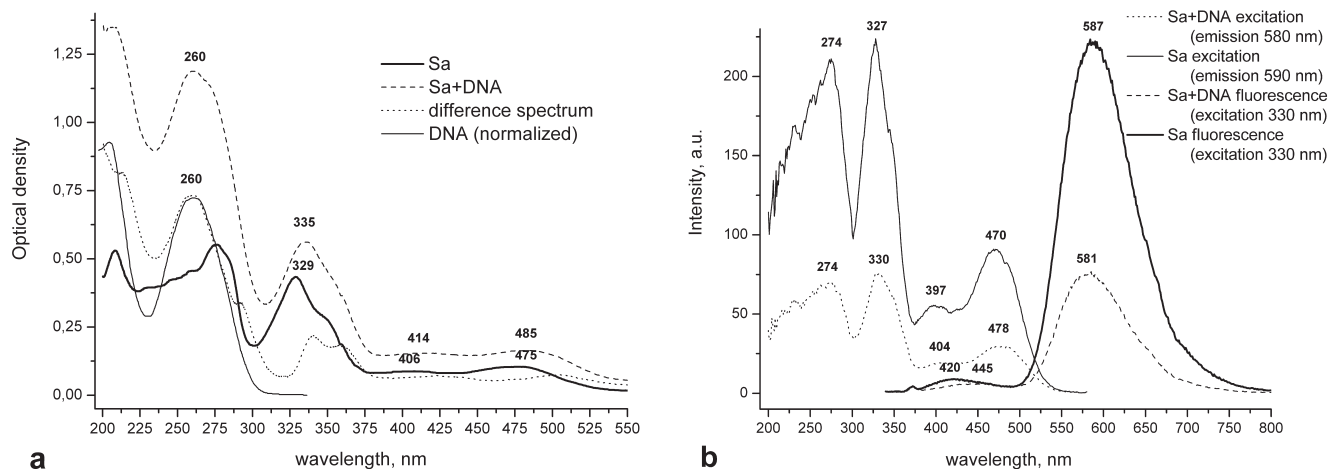 260
1,25
Sa
Sa+DNA
difference spectrum
DNA (normalized)
1,00
260
0,75
335
329
0,50
414
485
0,25
406
475
0,00
200 225 250 275 300 325 350 375 400 425 450 475 500 525 550
Optical density
wavelength, nm
a
274
327
587
Sa+DNA excitation
(emission 580 nm)
Sa excitation
(emission 590 nm)
Sa+DNA fluorescence
(excitation 330 nm)
Sa fluorescence
(excitation 330 nm)
200
150
100
470
274
330
581
397
50
478
404
420
445
0
200 250 300 350 400 450 500 550 600 650 700 750 800
Intensity, a.u.
wavelength, nm
b